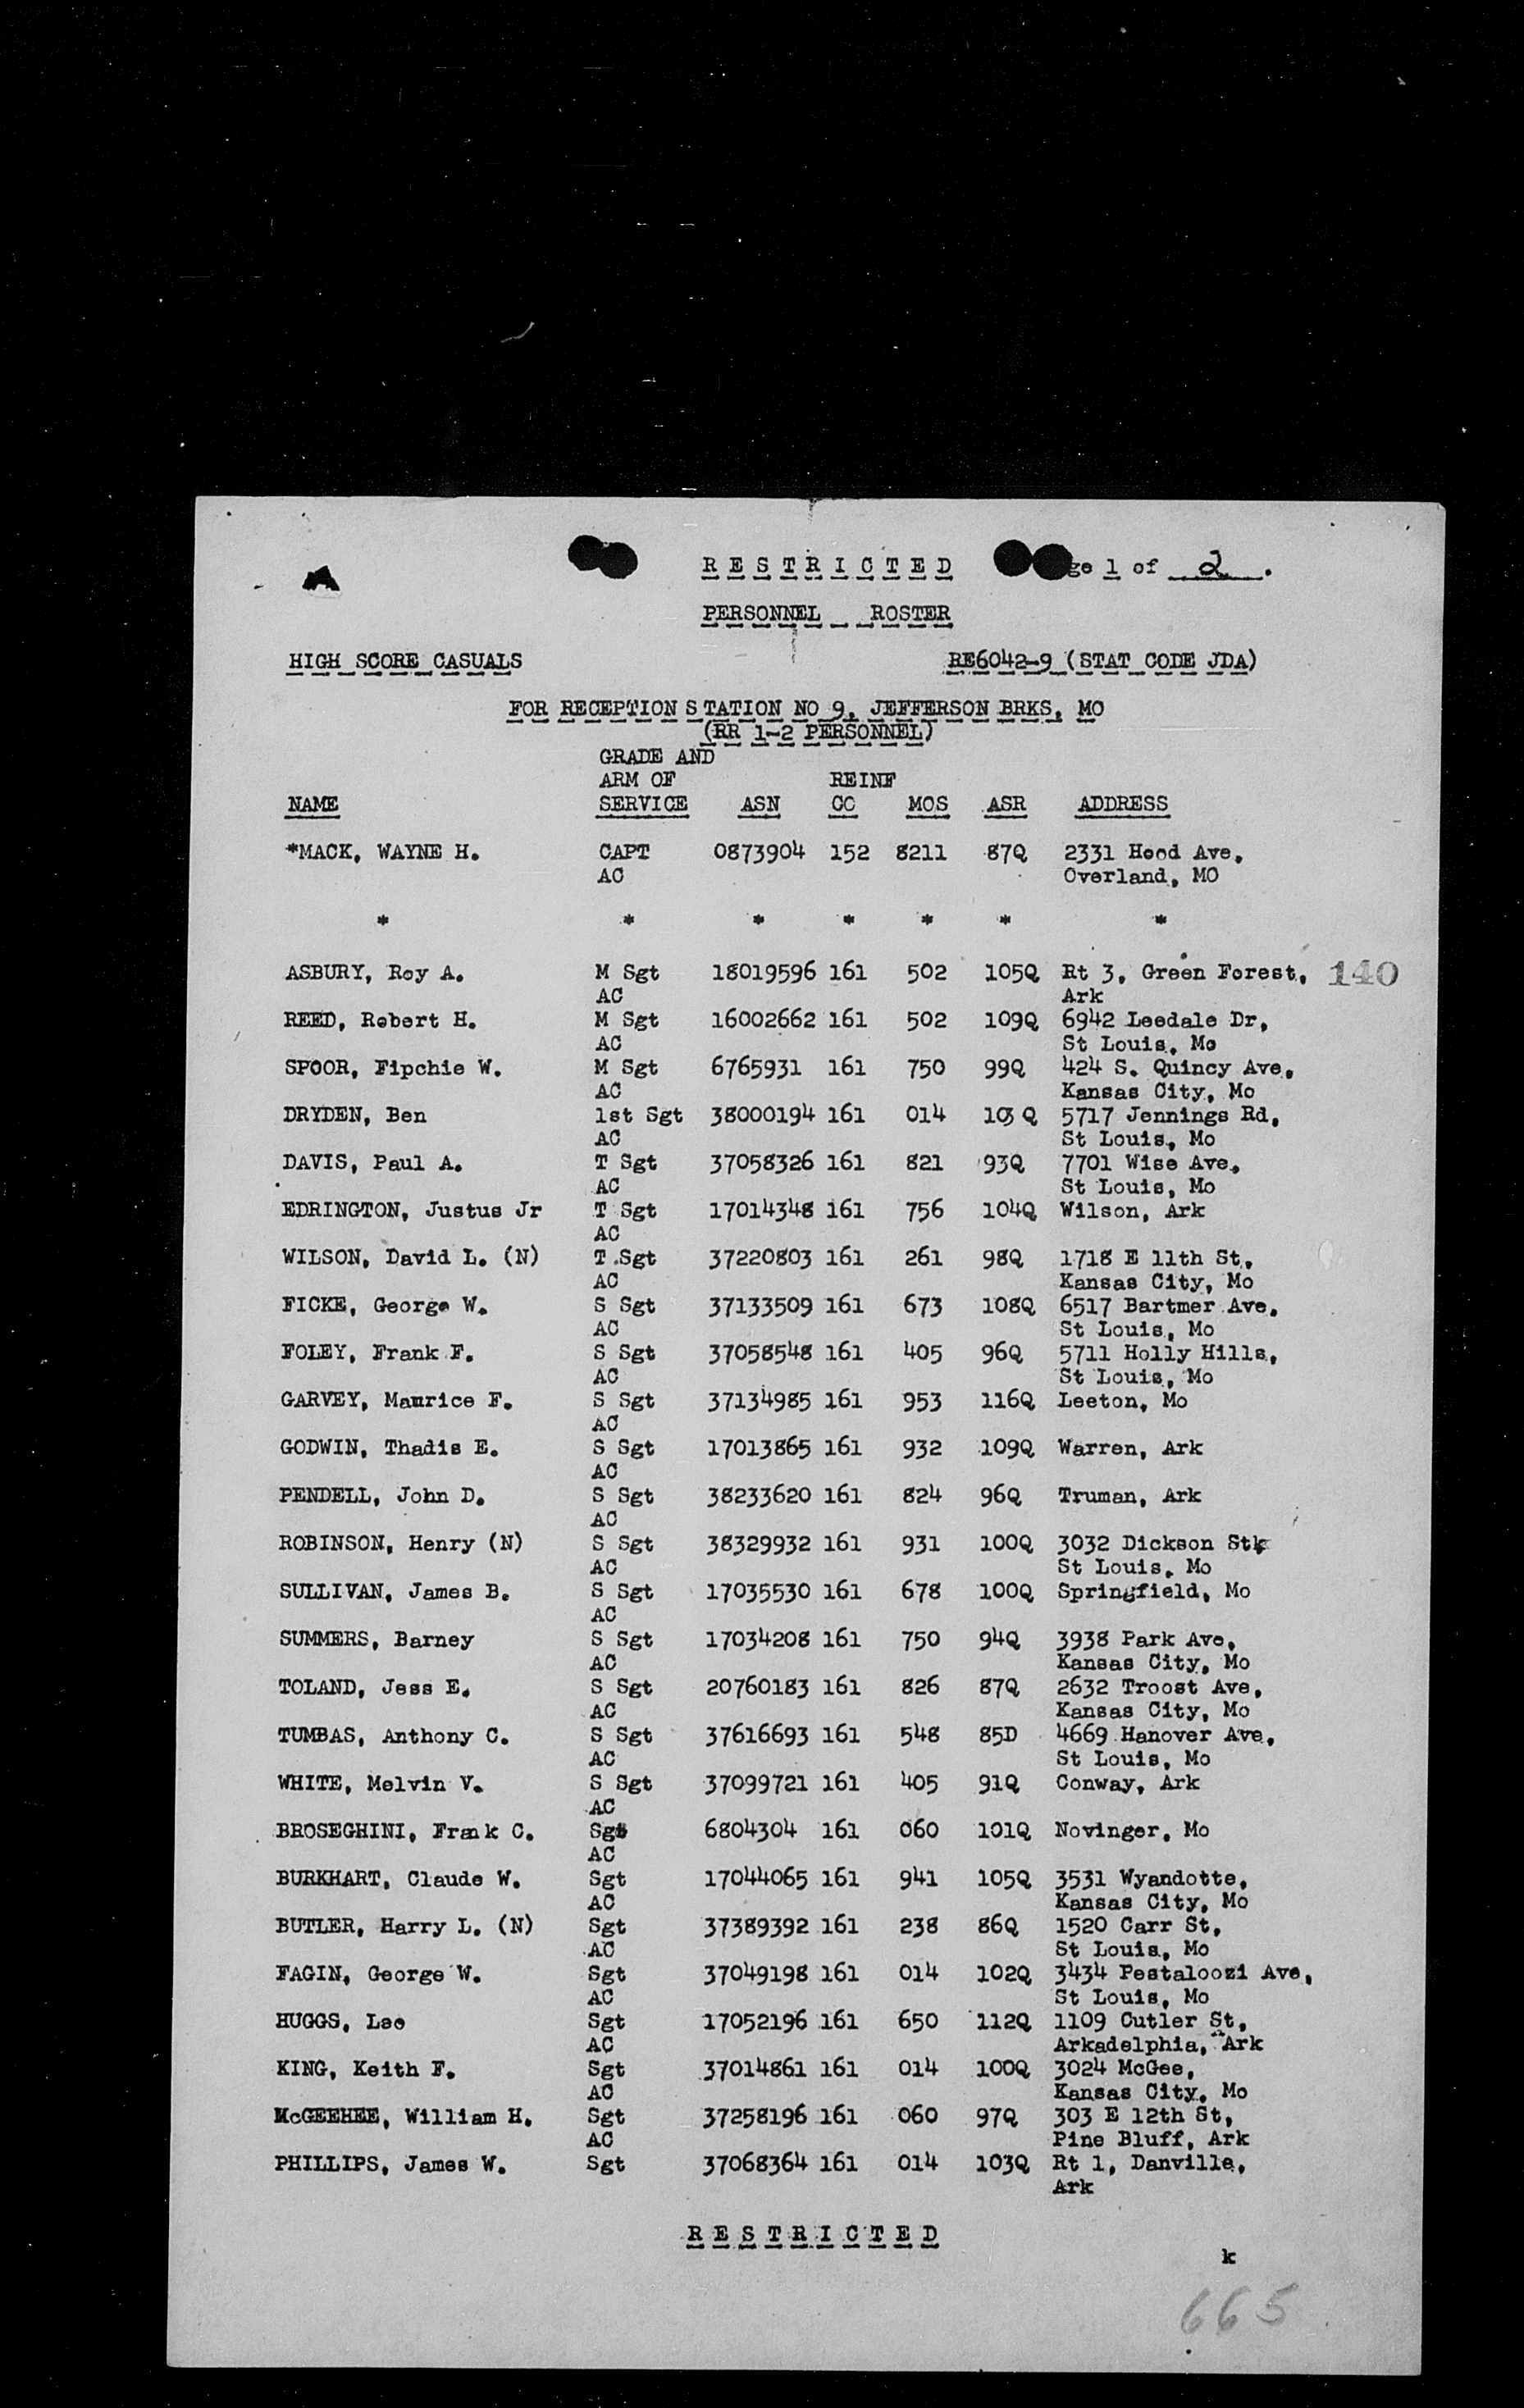 A
R E S T R I C T E D ge 1 of 2.
PERSONNEL ROSTER
HIGH SCORE CASUALS RE6042-9 (STAT CODE JDA)
FOR RECEPTION STATION NO 9, JEFFERSON BRKS, MO
(RR 1-2 PERSONNEL)
GRADE AND
ARM OF REINF
NAME SERVICE ASN CO MOS ASR ADDRESS
*MACK, WAYNE H. CAPT 0873904 152 8211 87Q 2331 Hood Ave,
AC Overland, MO
* * * * * * *
ASBURY, Roy A. M Sgt 18019596 161 502 105Q Rt 3, Green Forest, 140
AC Ark
REED, Robert H. M Sgt 16002662 161 502 109Q 6942 Leedale Dr,
AC St Louis, Mo
SPOOR, Fipchie W. M Sgt 6765931 161 750 99Q 424 S. Quincy Ave,
AC Kansas City, Mo
DRYDEN, Ben 1st Sgt 38000194 161 014 103 Q 5717 Jennings Rd,
AC St Louis, Mo
DAVIS, Paul A. T Sgt 37058326 161 821 93Q 7701 Wise Ave,
AC St Louis, Mo
EDRINGTON, Justus Jr T Sgt 17014348 161 756 104Q Wilson, Ark
AC
WILSON, David L. (N) T Sgt 37220803 161 261 98Q 1718 E 11th St,
AC Kansas City, Mo
FICKE, George W. S Sgt 37133509 161 673 108Q 6517 Bartmer Ave,
AC St Louis, Mo
FOLEY, Frank F. S Sgt 37058548 161 405 96Q 5711 Holly Hills,
AC St Louis, Mo
GARVEY, Maurice F. S Sgt 37134985 161 953 116Q Leeton, Mo
AC
GODWIN, Thadis E. S Sgt 17013865 161 932 109Q Warren, Ark
AC
PENDELL, John D. S Sgt 38233620 161 824 96Q Truman, Ark
AC
ROBINSON, Henry (N) S Sgt 38329932 161 931 100Q 3032 Dickson St,
AC St Louis, Mo
SULLIVAN, James B. S Sgt 17035530 161 678 100Q Springfield, Mo
AC
SUMMERS, Barney S Sgt 17034208 161 750 94Q 3938 Park Ave,
AC Kansas City, Mo
TOLAND, Jess E. S Sgt 20760183 161 826 87Q 2632 Troost Ave,
AC Kansas City, Mo
TUMBAS, Anthony C. S Sgt 37616693 161 548 85D 4669 Hanover Ave,
AC St Louis, Mo
WHITE, Melvin V. S Sgt 37099721 161 405 91Q Conway, Ark
AC
BROSEGHINI, Frank C. Sgt 6804304 161 060 101Q Novinger, Mo
AC
BURKHART, Claude W. Sgt 17044065 161 941 105Q 3531 Wyandotte,
AC Kansas City, Mo
BUTLER, Harry L. (N) Sgt 37389392 161 238 86Q 1520 Carr St,
AC St Louis, Mo
FAGIN, George W. Sgt 37049198 161 014 102Q 3434 Pestaloozi Ave,
AC St Louis, Mo
HUGGS, Lee Sgt 17052196 161 650 112Q 1109 Cutler St,
AC Arkadelphia, Ark
KING, Keith F. Sgt 37014861 161 014 100Q 3024 McGee,
AC Kansas City, Mo
McGEEHEE, William H. Sgt 37258196 161 060 97Q 303 E 12th St,
AC Pine Bluff, Ark
PHILLIPS, James W. Sgt 37068364 161 014 103Q Rt 1, Danville,
Ark
R E S T R I C T E D
k
665